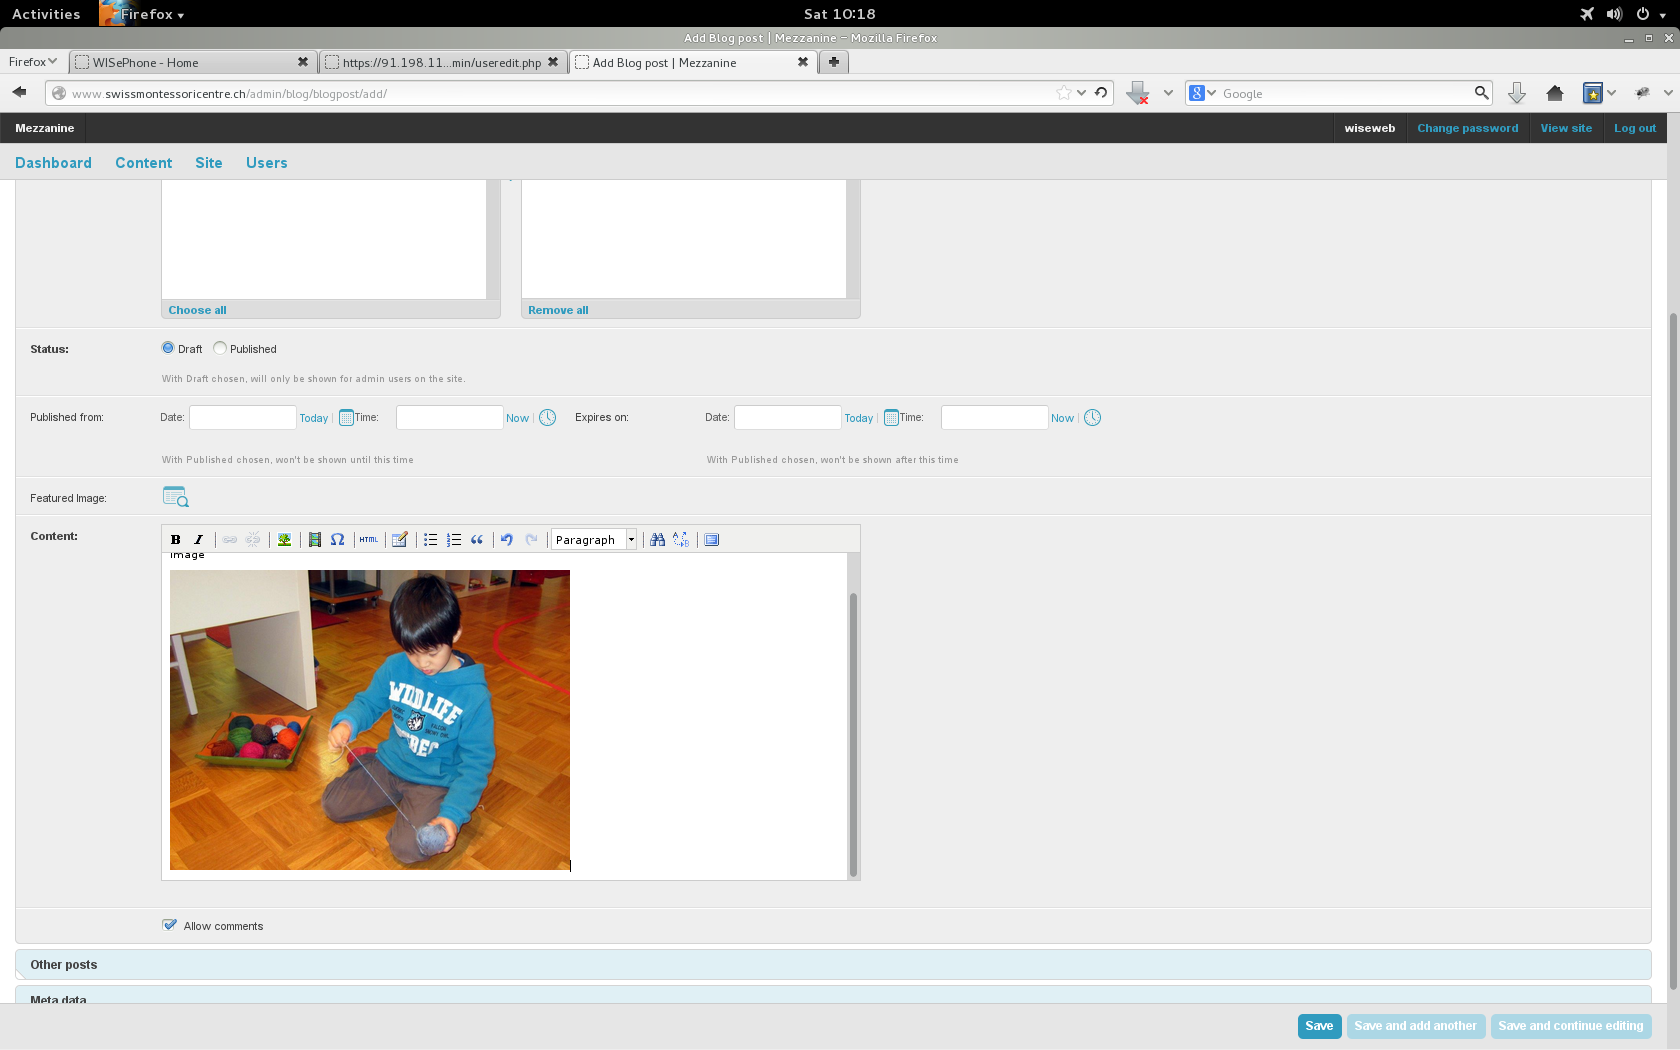 Activities Firefox Sat 10:18
Add Blog post | Mezzanine - Mozilla Firefox
Firefox WISePhone - Home https://91.198.11...min/useredit.php Add Blog post | Mezzanine
www.swissmontessoricentre.ch/admin/blog/blogpost/add/ Google
Mezzanine wiseweb Change password View site Log out
Dashboard Content Site Users
Choose all Remove all
Status: Draft Published
With Draft chosen, will only be shown for admin users on the site.
Published from: Date: Today Time: Now Expires on: Date: Today Time: Now
With Published chosen, won't be shown until this time With Published chosen, won't be shown after this time
Featured Image:
Content: B I Ω HTML Paragraph
image
Allow comments
Other posts
Meta data
Save Save and add another Save and continue editing